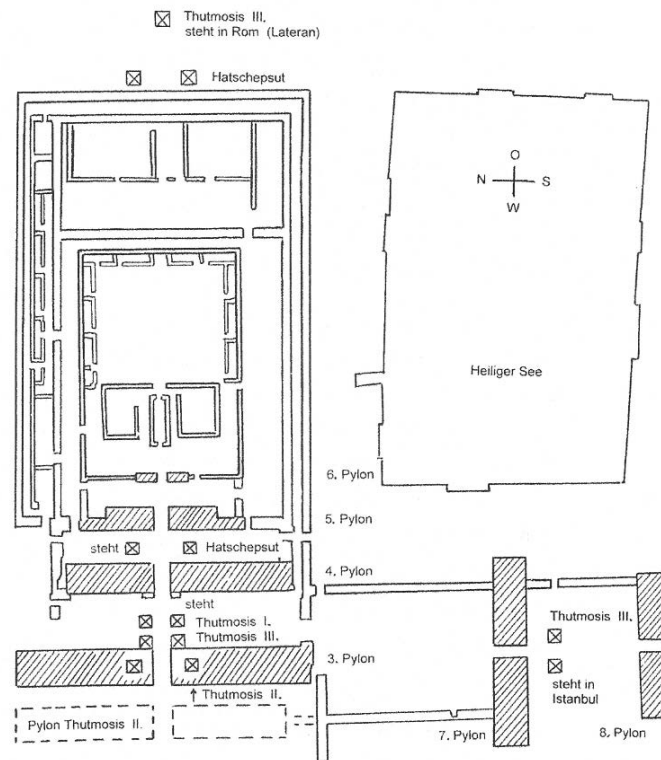 Thutmosis III.
steht in Rom (Lateran)
Hatschepsut
O
N S
W
Heiliger See
6. Pylon
5. Pylon
steht
Hatschepsut
4. Pylon
steht
Thutmosis I.
Thutmosis III.
Thutmosis III.
3. Pylon
Thutmosis II.
steht in
Istanbul
Pylon Thutmosis II.
7. Pylon
8. Pylon